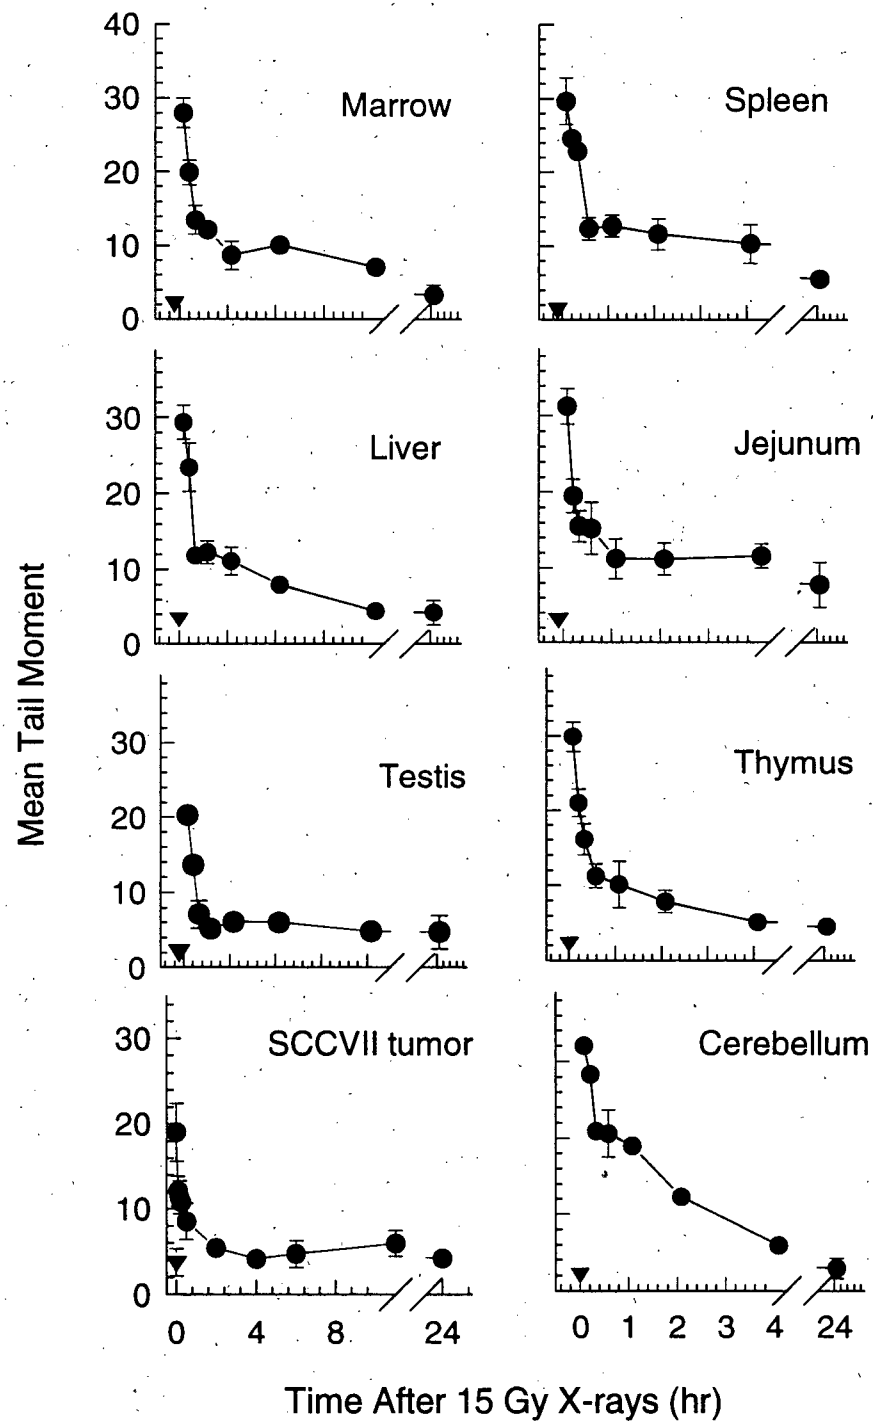 40
30
20
10
0
Marrow
Spleen
30
20
10
0
Liver
Jejunum
30
20
10
0
Testis
Thymus
30
20
10
0
SCCVII tumor
Cerebellum
0 4 8 24
0 1 2 3 4 24
Mean Tail Moment
Time After 15 Gy X-rays (hr)